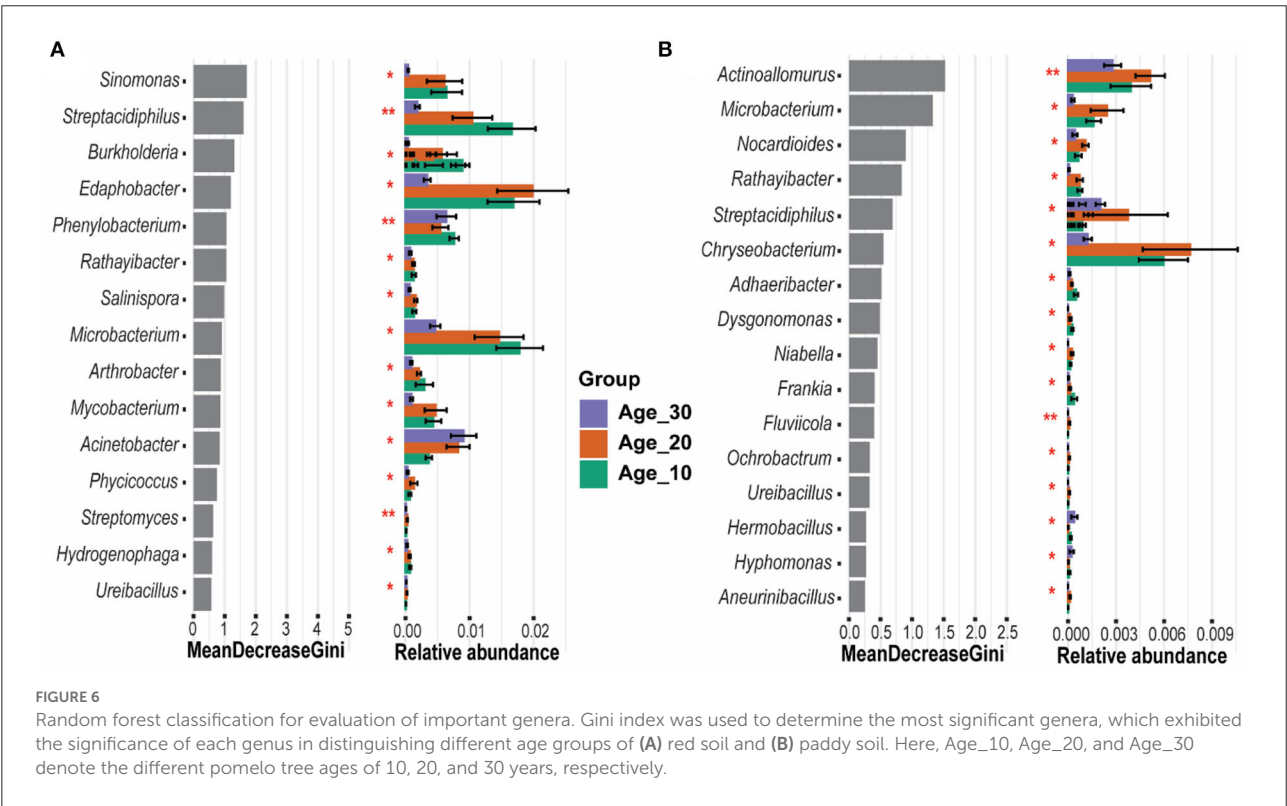 A
Sinomonas
Streptacidiphilus
Burkholderia
Edaphobacter
Phenylobacterium
Rathayibacter
Salinispora
Microbacterium
Arthrobacter
Mycobacterium
Acinetobacter
Phycicoccus
Streptomyces
Hydrogenophaga
Ureibacillus
0 1 2 3 4 5
MeanDecreaseGini
*
**
*
*
**
*
*
*
*
*
*
*
**
*
*
0.00 0.01 0.02
Relative abundance
Group
Age_30
Age_20
Age_10
B
Actinoallomurus
Microbacterium
Nocardioides
Rathayibacter
Streptacidiphilus
Chryseobacterium
Adhaeribacter
Dysgonomonas
Niabella
Frankia
Fluviicola
Ochrobactrum
Ureibacillus
Hermobacillus
Hyphomonas
Aneurinibacillus
0.0 0.5 1.0 1.5 2.0 2.5
MeanDecreaseGini
**
*
*
*
*
*
*
*
*
*
**
*
*
*
*
*
0.000 0.003 0.006 0.009
Relative abundance
FIGURE 6
Random forest classification for evaluation of important genera. Gini index was used to determine the most significant genera, which exhibited
the significance of each genus in distinguishing different age groups of (A) red soil and (B) paddy soil. Here, Age_10, Age_20, and Age_30
denote the different pomelo tree ages of 10, 20, and 30 years, respectively.